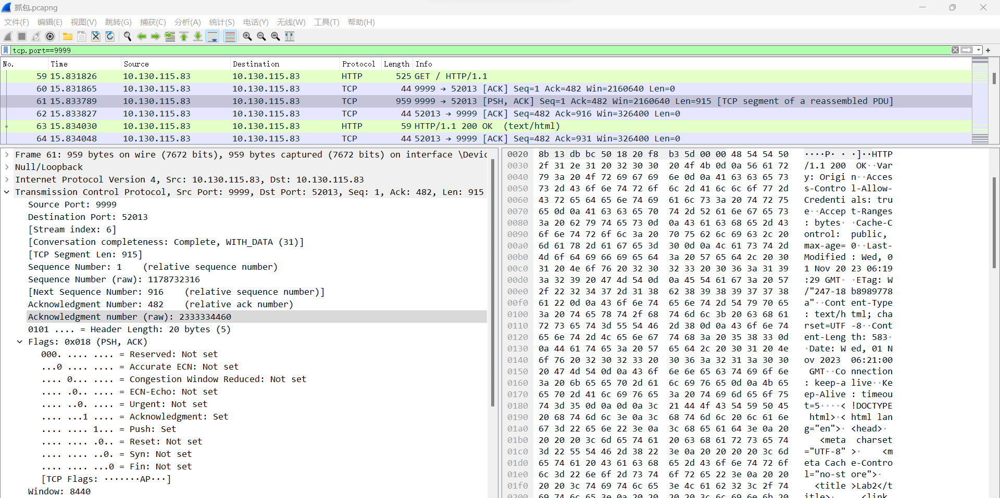 抓包.pcapng
文件(F) 编辑(E) 视图(V) 跳转(G) 捕获(C) 分析(A) 统计(S) 电话(Y) 无线(W) 工具(T) 帮助(H)
tcp.port==9999
No. Time Source Destination Protocol Length Info
59 15.831826 10.130.115.83 10.130.115.83 HTTP 525 GET / HTTP/1.1
60 15.831865 10.130.115.83 10.130.115.83 TCP 44 9999 → 52013 [ACK] Seq=1 Ack=482 Win=2160640 Len=0
61 15.833789 10.130.115.83 10.130.115.83 TCP 959 9999 → 52013 [PSH, ACK] Seq=1 Ack=482 Win=2160640 Len=915 [TCP segment of a reassembled PDU]
62 15.833827 10.130.115.83 10.130.115.83 TCP 44 52013 → 9999 [ACK] Seq=482 Ack=916 Win=326400 Len=0
63 15.834030 10.130.115.83 10.130.115.83 HTTP 59 HTTP/1.1 200 OK  (text/html)
64 15.834048 10.130.115.83 10.130.115.83 TCP 44 52013 → 9999 [ACK] Seq=482 Ack=931 Win=326400 Len=0
Frame 61: 959 bytes on wire (7672 bits), 959 bytes captured (7672 bits) on interface \Devic
Null/Loopback
Internet Protocol Version 4, Src: 10.130.115.83, Dst: 10.130.115.83
Transmission Control Protocol, Src Port: 9999, Dst Port: 52013, Seq: 1, Ack: 482, Len: 915
Source Port: 9999
Destination Port: 52013
[Stream index: 6]
[Conversation completeness: Complete, WITH_DATA (31)]
[TCP Segment Len: 915]
Sequence Number: 1    (relative sequence number)
Sequence Number (raw): 1178732316
[Next Sequence Number: 916    (relative sequence number)]
Acknowledgment Number: 482    (relative ack number)
Acknowledgment number (raw): 2333334460
0101 .... = Header Length: 20 bytes (5)
Flags: 0x018 (PSH, ACK)
000. .... .... = Reserved: Not set
...0 .... .... = Accurate ECN: Not set
.... 0... .... = Congestion Window Reduced: Not set
.... .0.. .... = ECN-Echo: Not set
.... ..0. .... = Urgent: Not set
.... ...1 .... = Acknowledgment: Set
.... .... 1... = Push: Set
.... .... .0.. = Reset: Not set
.... .... ..0. = Syn: Not set
.... .... ...0 = Fin: Not set
[TCP Flags: ·······AP···]
Window: 8440
0020 8b 13 db bc 50 18 20 f8 b3 5d 00 00 48 54 54 50 ····P· · ·]··HTTP
0030 2f 31 2e 31 20 32 30 30 20 4f 4b 0d 0a 56 61 72 /1.1 200 OK··Var
0040 79 3a 20 4f 72 69 67 69 6e 0d 0a 41 63 63 65 73 y: Origi n··Acces
0050 73 2d 43 6f 6e 74 72 6f 6c 2d 41 6c 6c 6f 77 2d s-Contro l-Allow-
0060 43 72 65 64 65 6e 74 69 61 6c 73 3a 20 74 72 75 Credenti als: tru
0070 65 0d 0a 41 63 63 65 70 74 2d 52 61 6e 67 65 73 e··Accep t-Ranges
0080 3a 20 62 79 74 65 73 0d 0a 43 61 63 68 65 2d 43 : bytes· ·Cache-C
0090 6f 6e 74 72 6f 6c 3a 20 70 75 62 6c 69 63 2c 20 ontrol: public,
00a0 6d 61 78 2d 61 67 65 3d 30 0d 0a 4c 61 73 74 2d max-age= 0··Last-
00b0 4d 6f 64 69 66 69 65 64 3a 20 57 65 64 2c 20 30 Modified : Wed, 0
00c0 31 20 4e 6f 76 20 32 30 32 33 20 30 36 3a 31 39 1 Nov 20 23 06:19
00d0 3a 32 39 20 47 4d 54 0d 0a 45 54 61 67 3a 20 57 :29 GMT· ·ETag: W
00e0 2f 22 32 34 37 2d 31 38 62 38 39 38 39 37 37 38 /"247-18 b8989778
00f0 61 22 0d 0a 43 6f 6e 74 65 6e 74 2d 54 79 70 65 a"··Cont ent-Type
0100 3a 20 74 65 78 74 2f 68 74 6d 6c 3b 20 63 68 61 : text/h tml; cha
0110 72 73 65 74 3d 55 54 46 2d 38 0d 0a 43 6f 6e 74 rset=UTF -8··Cont
0120 65 6e 74 2d 4c 65 6e 67 74 68 3a 20 35 38 33 0d ent-Leng th: 583·
0130 0a 44 61 74 65 3a 20 57 65 64 2c 20 30 31 20 4e ·Date: W ed, 01 N
0140 6f 76 20 32 30 32 33 20 30 36 3a 32 31 3a 30 30 ov 2023 06:21:00
0150 20 47 4d 54 0d 0a 43 6f 6e 6e 65 63 74 69 6f 6e GMT··Co nnection
0160 3a 20 6b 65 65 70 2d 61 6c 69 76 65 0d 0a 4b 65 : keep-a live··Ke
0170 65 70 2d 41 6c 69 76 65 3a 20 74 69 6d 65 6f 75 ep-Alive : timeou
0180 74 3d 35 0d 0a 0d 0a 3c 21 44 4f 43 54 59 50 45 t=5····< !DOCTYPE
0190 20 68 74 6d 6c 3e 0a 3c 68 74 6d 6c 20 6c 61 6e html>·< html lan
01a0 67 3d 22 65 6e 22 3e 0a 3c 68 65 61 64 3e 0a 20 g="en">· <head>·
01b0 20 20 20 3c 6d 65 74 61 20 63 68 61 72 73 65 74 <meta charset
01c0 3d 22 55 54 46 2d 38 22 3e 0a 20 20 20 20 3c 6d ="UTF-8" >· <m
01d0 65 74 61 20 43 61 63 68 65 2d 43 6f 6e 74 72 6f eta Cach e-Contro
01e0 6c 3d 22 6e 6f 2d 73 74 6f 72 65 22 3e 0a 20 20 l="no-st ore">·
01f0 20 20 3c 74 69 74 6c 65 3e 4c 61 62 32 3c 2f 74 <title >Lab2</t
0200 69 74 6c 65 3e 0a 20 20 20 20 3c 6c 69 6e 6b 20 itle>· <link